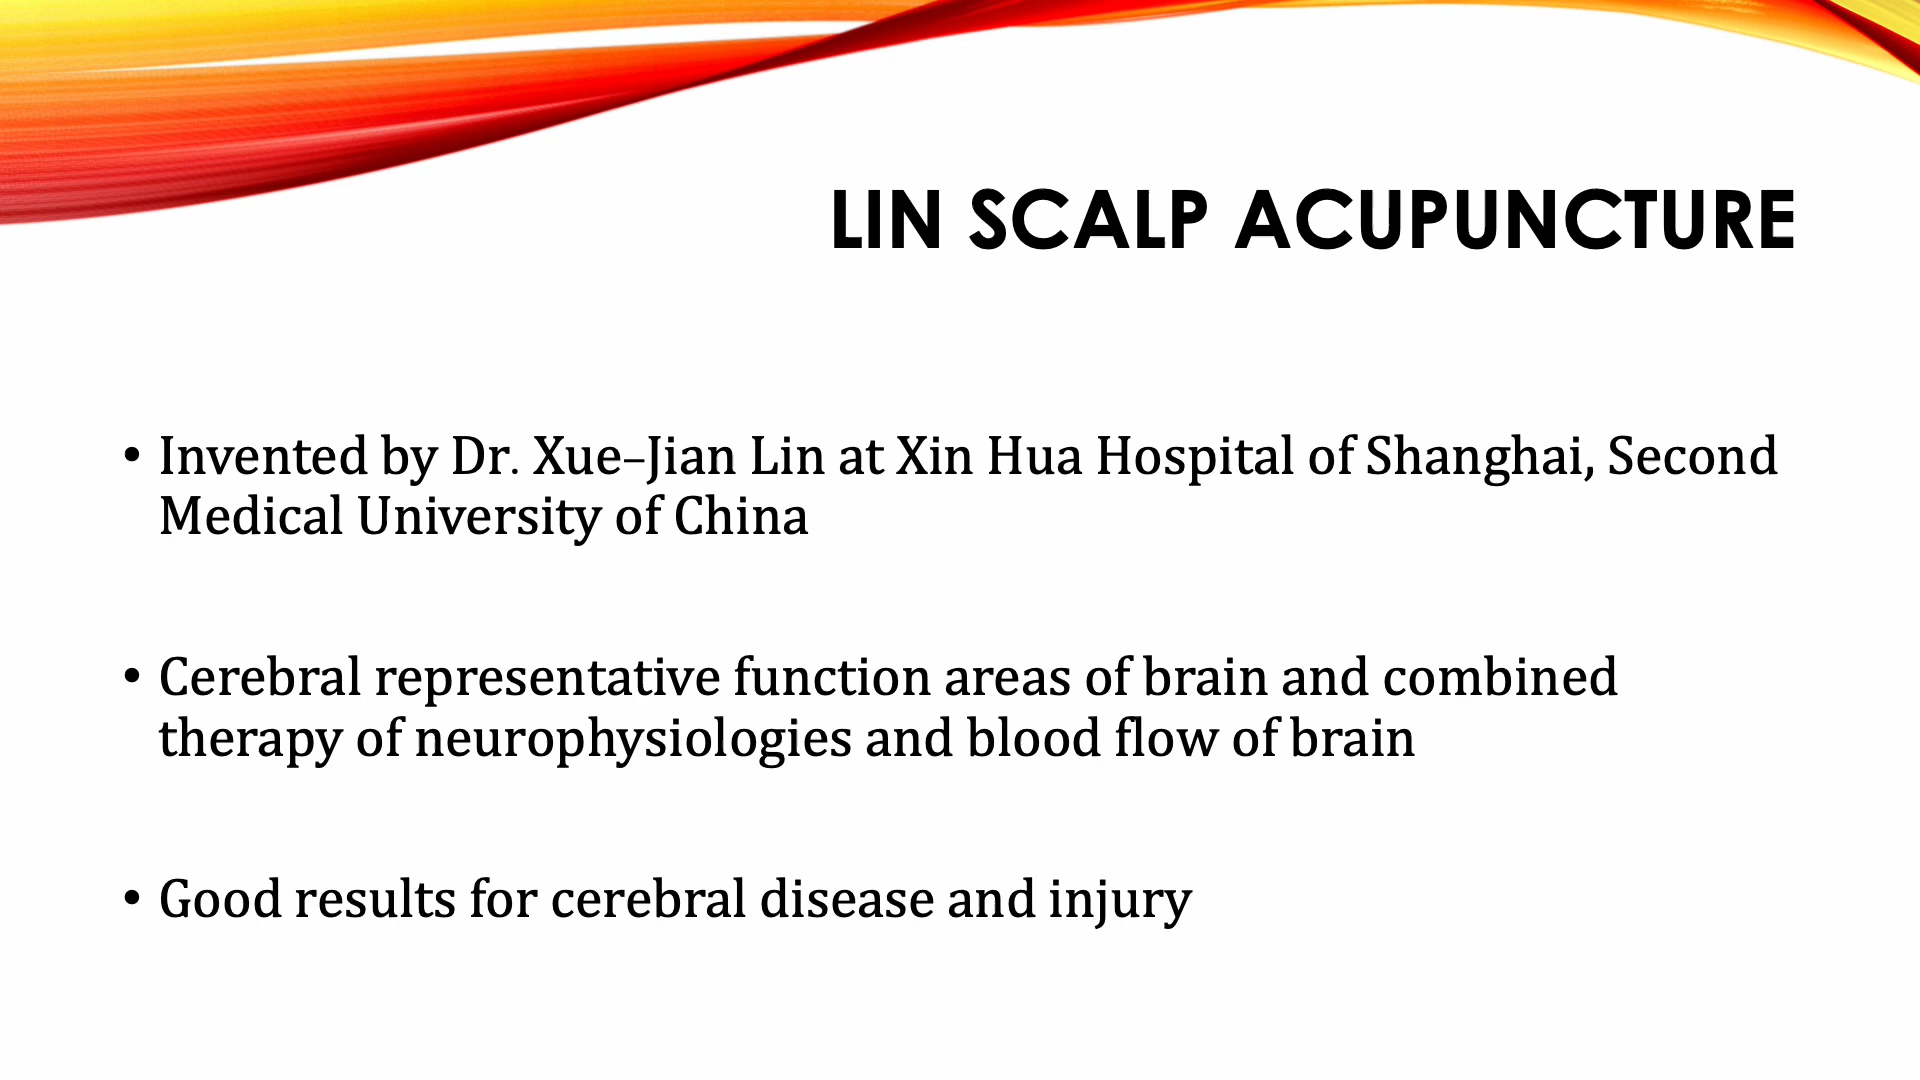 LIN SCALP ACUPUNCTURE
• Invented by Dr. Xue–Jian Lin at Xin Hua Hospital of Shanghai, Second
Medical University of China
• Cerebral representative function areas of brain and combined
therapy of neurophysiologies and blood flow of brain
• Good results for cerebral disease and injury